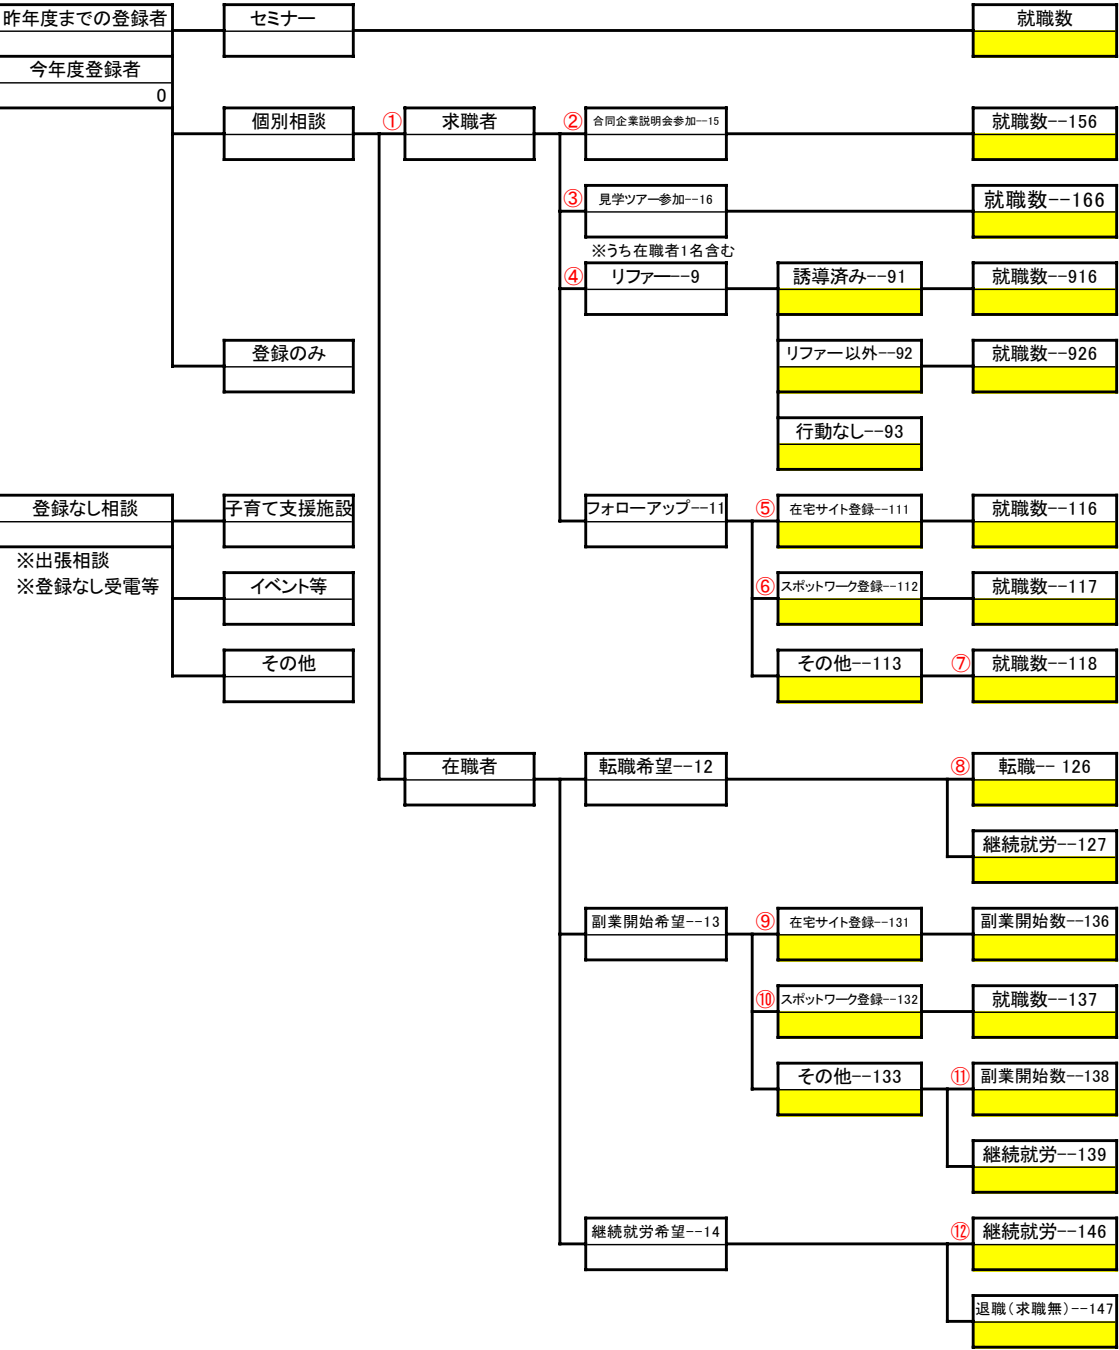 昨年度までの登録者
セミナー
就職数
今年度登録者
0
個別相談
①
求職者
②
合同企業説明会参加--15
就職数--156
③
見学ツアー参加--16
就職数--166
※うち在職者1名含む
④
リファー--9
誘導済み--91
就職数--916
登録のみ
リファー以外--92
就職数--926
行動なし--93
登録なし相談
子育て支援施設
フォローアップ--11
⑤
在宅サイト登録--111
就職数--116
※出張相談
※登録なし受電等
イベント等
⑥
スポットワーク登録--112
就職数--117
その他
その他--113
⑦
就職数--118
在職者
転職希望--12
⑧
転職-- 126
継続就労--127
副業開始希望--13
⑨
在宅サイト登録--131
副業開始数--136
⑩
スポットワーク登録--132
就職数--137
その他--133
⑪
副業開始数--138
継続就労--139
継続就労希望--14
⑫
継続就労--146
退職(求職無)--147